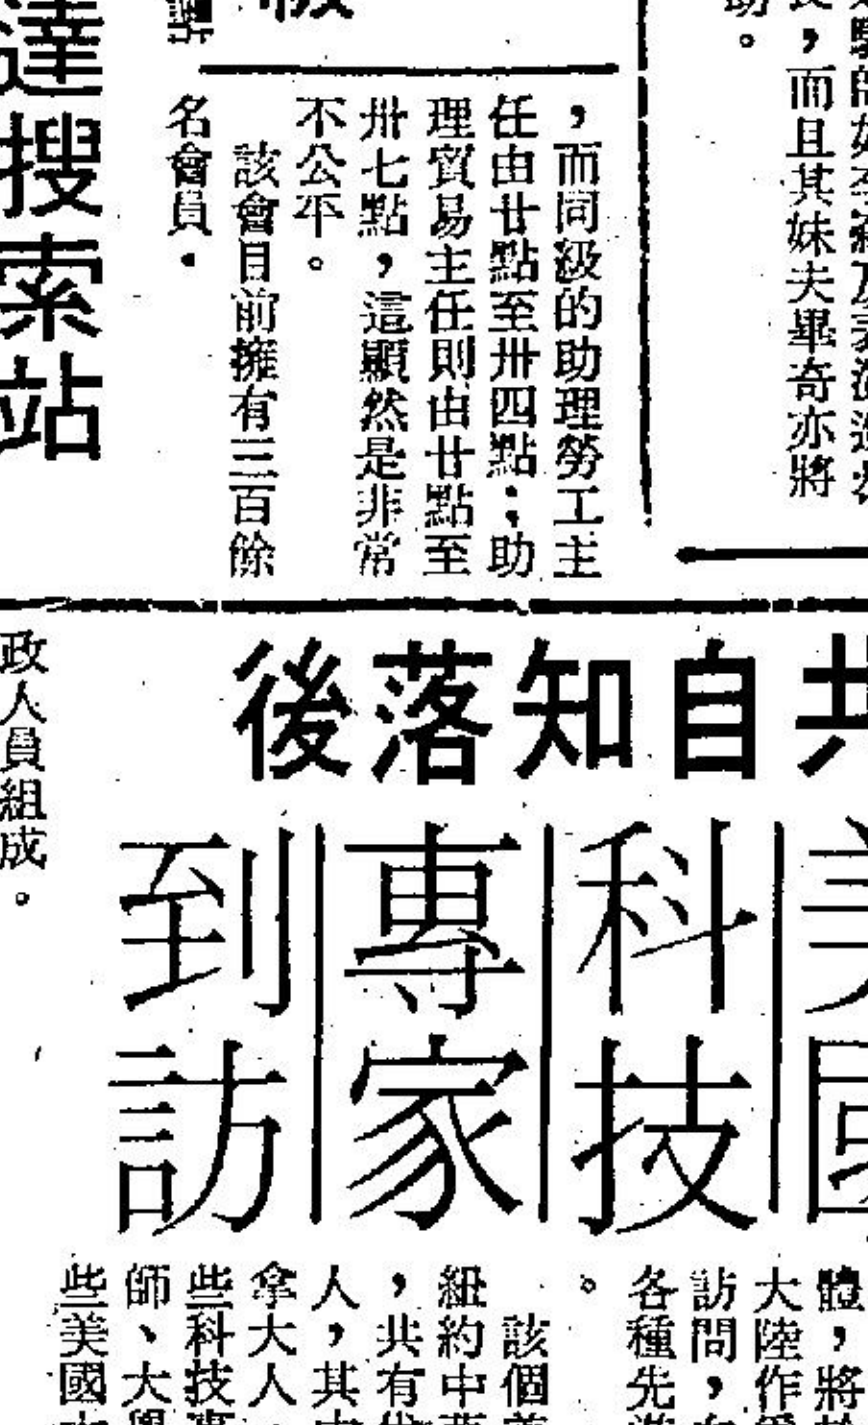 助。
，而且其妹夫畢奇亦將
，而同級的助理勞工主
任由廿點至卅四點；助
理貿易主任則由廿點至
卅七點，這顯然是非常
不公平。
該會目前擁有三百餘
名會員．
達搜索站
自知落後
科技
專家
到訪
體，將
大陸作
訪問，
各種先
。
該個
紐約中
，共有
人，其
拿大人
些科技
師、大
些美國
政人員組成。